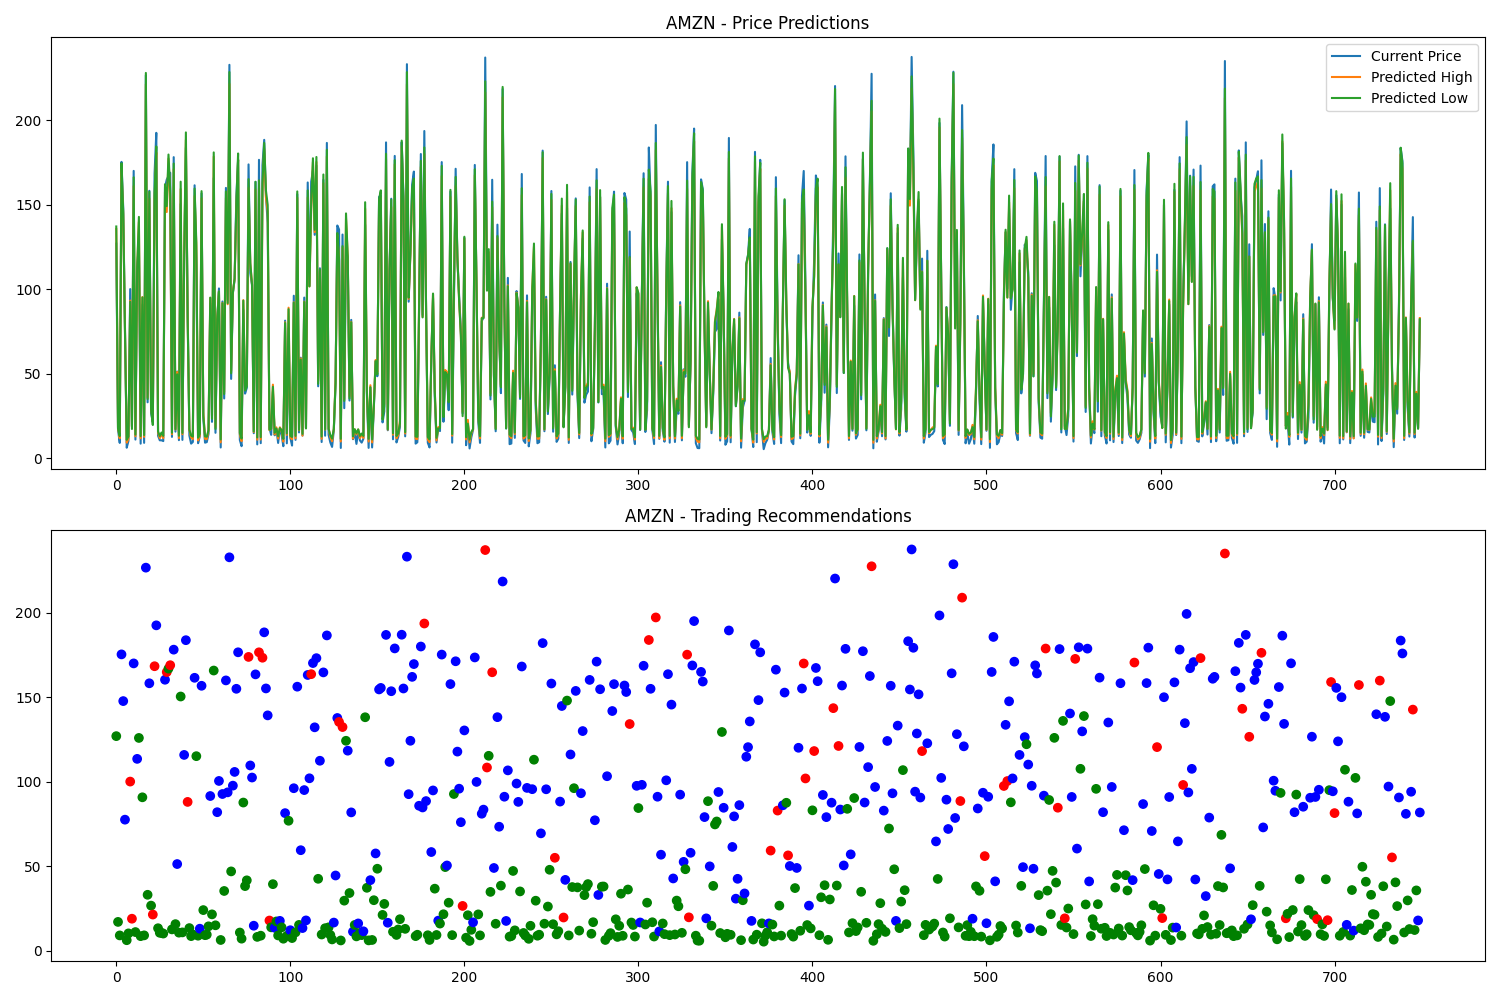 AMZN - Price Predictions
Current Price
Predicted High
Predicted Low
200
150
100
50
0
0 100 200 300 400 500 600 700
AMZN - Trading Recommendations
200
150
100
50
0
0 100 200 300 400 500 600 700